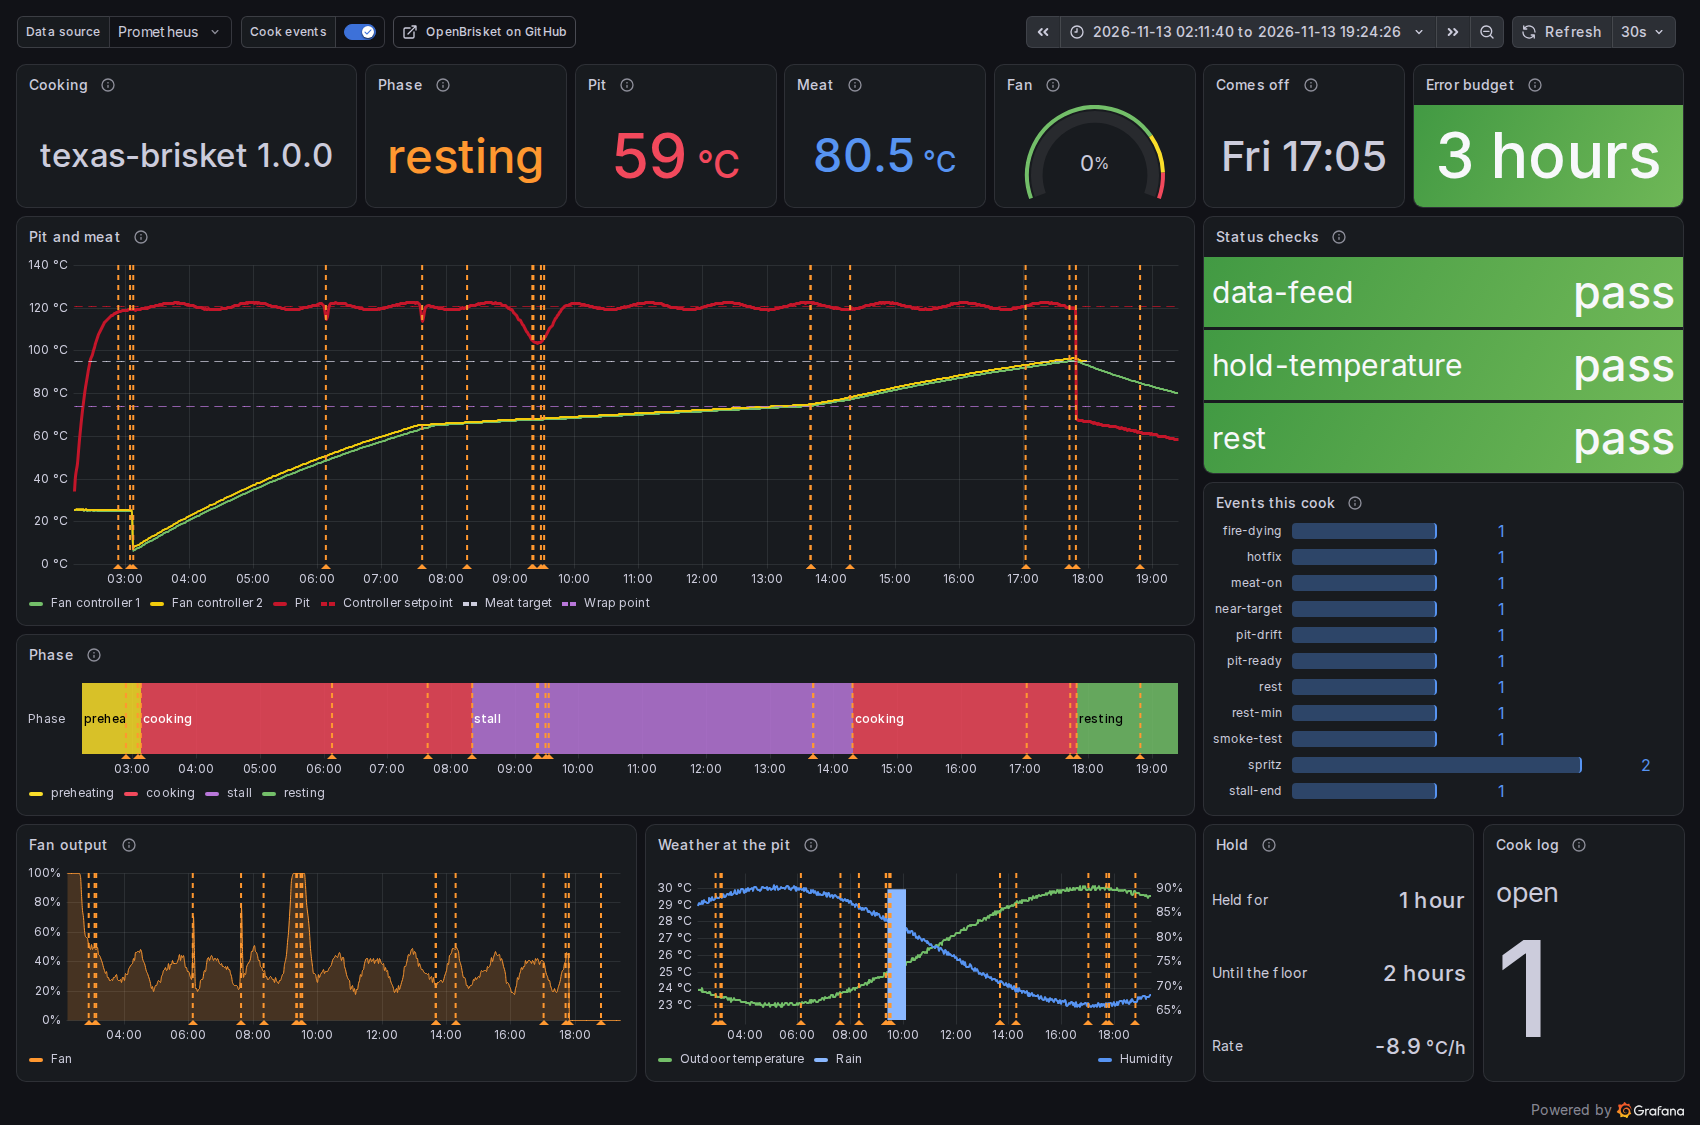 Data source Prometheus Cook events OpenBrisket on GitHub 2026-11-13 02:11:40 to 2026-11-13 19:24:26 Refresh 30s
Cooking Phase Pit Meat Fan Comes off Error budget
texas-brisket 1.0.0 resting 59 °C 80.5 °C 0% Fri 17:05 3 hours
Pit and meat
140 °C
120 °C
100 °C
80 °C
60 °C
40 °C
20 °C
0 °C
03:00 04:00 05:00 06:00 07:00 08:00 09:00 10:00 11:00 12:00 13:00 14:00 15:00 16:00 17:00 18:00 19:00
Fan controller 1 Fan controller 2 Pit Controller setpoint Meat target Wrap point
Status checks
data-feed pass
hold-temperature pass
rest pass
Events this cook
fire-dying 1
hotfix 1
meat-on 1
near-target 1
pit-drift 1
pit-ready 1
rest 1
rest-min 1
smoke-test 1
spritz 2
stall-end 1
Phase
Phase prehea cooking stall cooking resting
03:00 04:00 05:00 06:00 07:00 08:00 09:00 10:00 11:00 12:00 13:00 14:00 15:00 16:00 17:00 18:00 19:00
preheating cooking stall resting
Fan output
100%
80%
60%
40%
20%
0%
04:00 06:00 08:00 10:00 12:00 14:00 16:00 18:00
Fan
Weather at the pit
30 °C
29 °C
28 °C
27 °C
26 °C
25 °C
24 °C
23 °C
90%
85%
80%
75%
70%
65%
04:00 06:00 08:00 10:00 12:00 14:00 16:00 18:00
Outdoor temperature Rain Humidity
Hold
Held for 1 hour
Until the floor 2 hours
Rate -8.9 °C/h
Cook log
open
1
Powered by Grafana